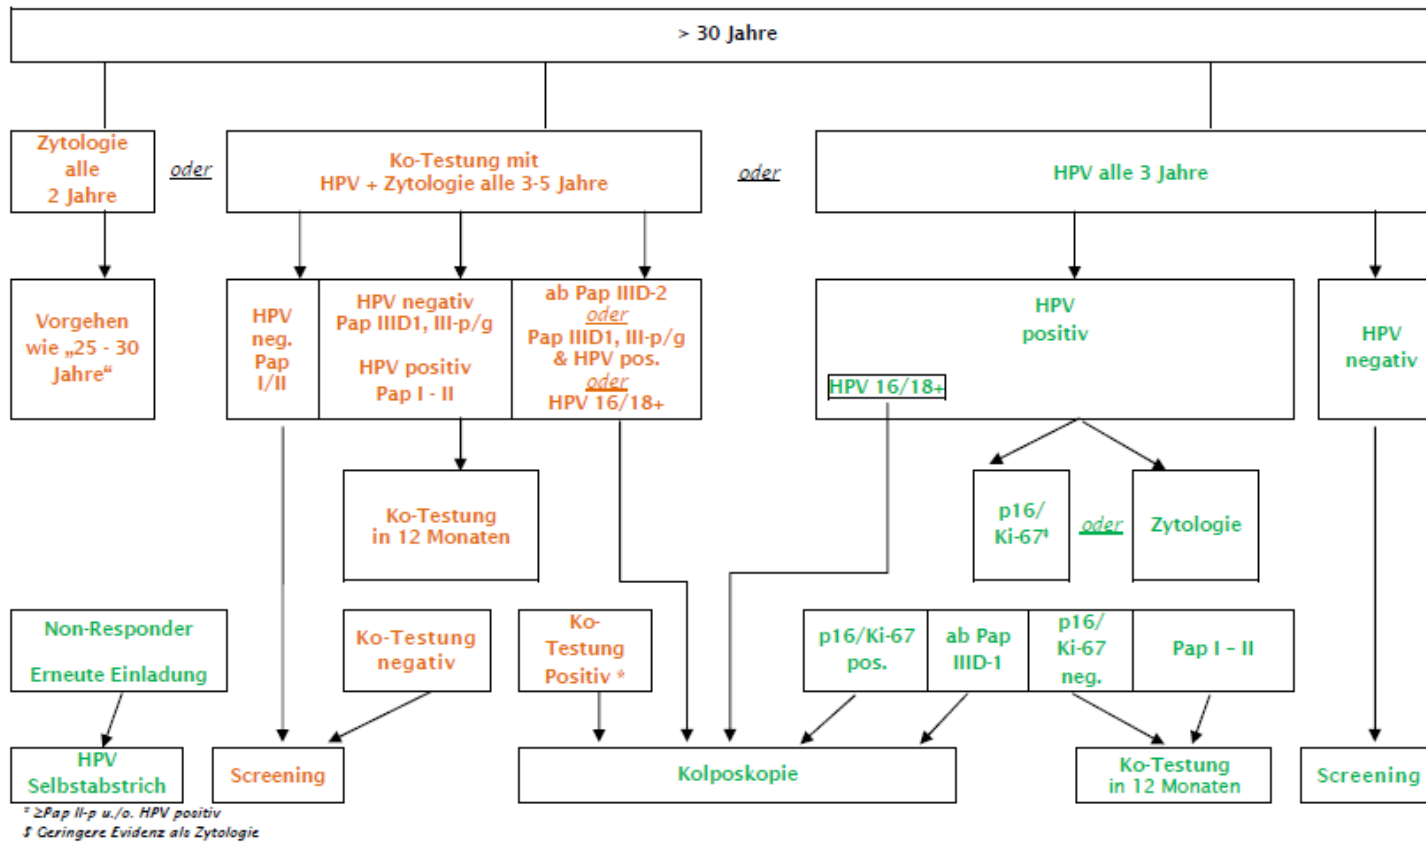 > 30 Jahre
Zytologie
alle
2 Jahre
oder
Ko-Testung mit
HPV + Zytologie alle 3-5 Jahre
oder
HPV alle 3 Jahre
Vorgehen
wie „25 - 30
Jahre“
HPV
neg.
Pap
I/II
HPV negativ
Pap IIID1, III-p/g
HPV positiv
Pap I - II
ab Pap IIID-2
oder
Pap IIID1, III-p/g
& HPV pos.
oder
HPV 16/18+
HPV
positiv
HPV 16/18+
HPV
negativ
Ko-Testung
in 12 Monaten
p16/
Ki-67‡
oder
Zytologie
Non-Responder
Erneute Einladung
Ko-Testung
negativ
Ko-
Testung
Positiv *
p16/Ki-67
pos.
ab Pap
IIID-1
p16/
Ki-67
neg.
Pap I – II
HPV
Selbstabstrich
Screening
Kolposkopie
Ko-Testung
in 12 Monaten
Screening
* ≥Pap II-p u./o. HPV positiv
‡ Geringere Evidenz als Zytologie